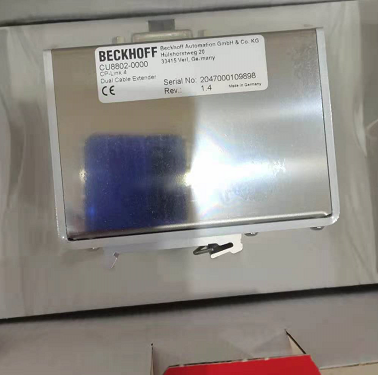 BECKHOFF
Beckhoff Automation GmbH & Co. KG
Hülshorstweg 20
33415 Verl, Germany
CU8802-0000
CP-Link 4
Dual Cable Extender
Serial No: 2047000109898
Rev.: 1.4
Made in Germany
CE